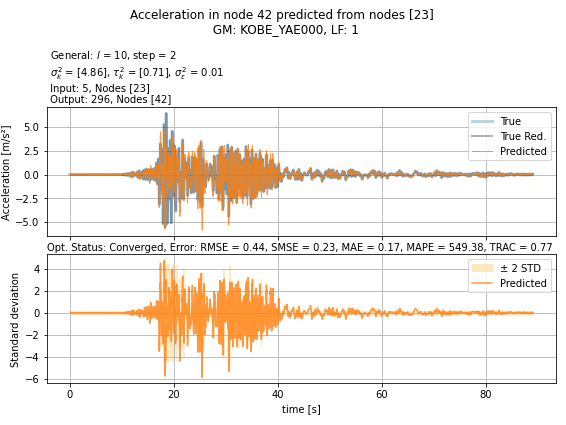 Acceleration in node 42 predicted from nodes [23]
GM: KOBE_YAE000, LF: 1
General: l = 10, step = 2
σ²ₖ = [4.86], τ²ₖ = [0.71], σ²ε = 0.01
Input: 5, Nodes [23]
Output: 296, Nodes [42]
Acceleration [m/s²]
5.0
2.5
0.0
−2.5
−5.0
True
True Red.
Predicted
Opt. Status: Converged, Error: RMSE = 0.44, SMSE = 0.23, MAE = 0.17, MAPE = 549.38, TRAC = 0.77
Standard deviation
4
2
0
−2
−4
−6
± 2 STD
Predicted
0
20
40
60
80
time [s]